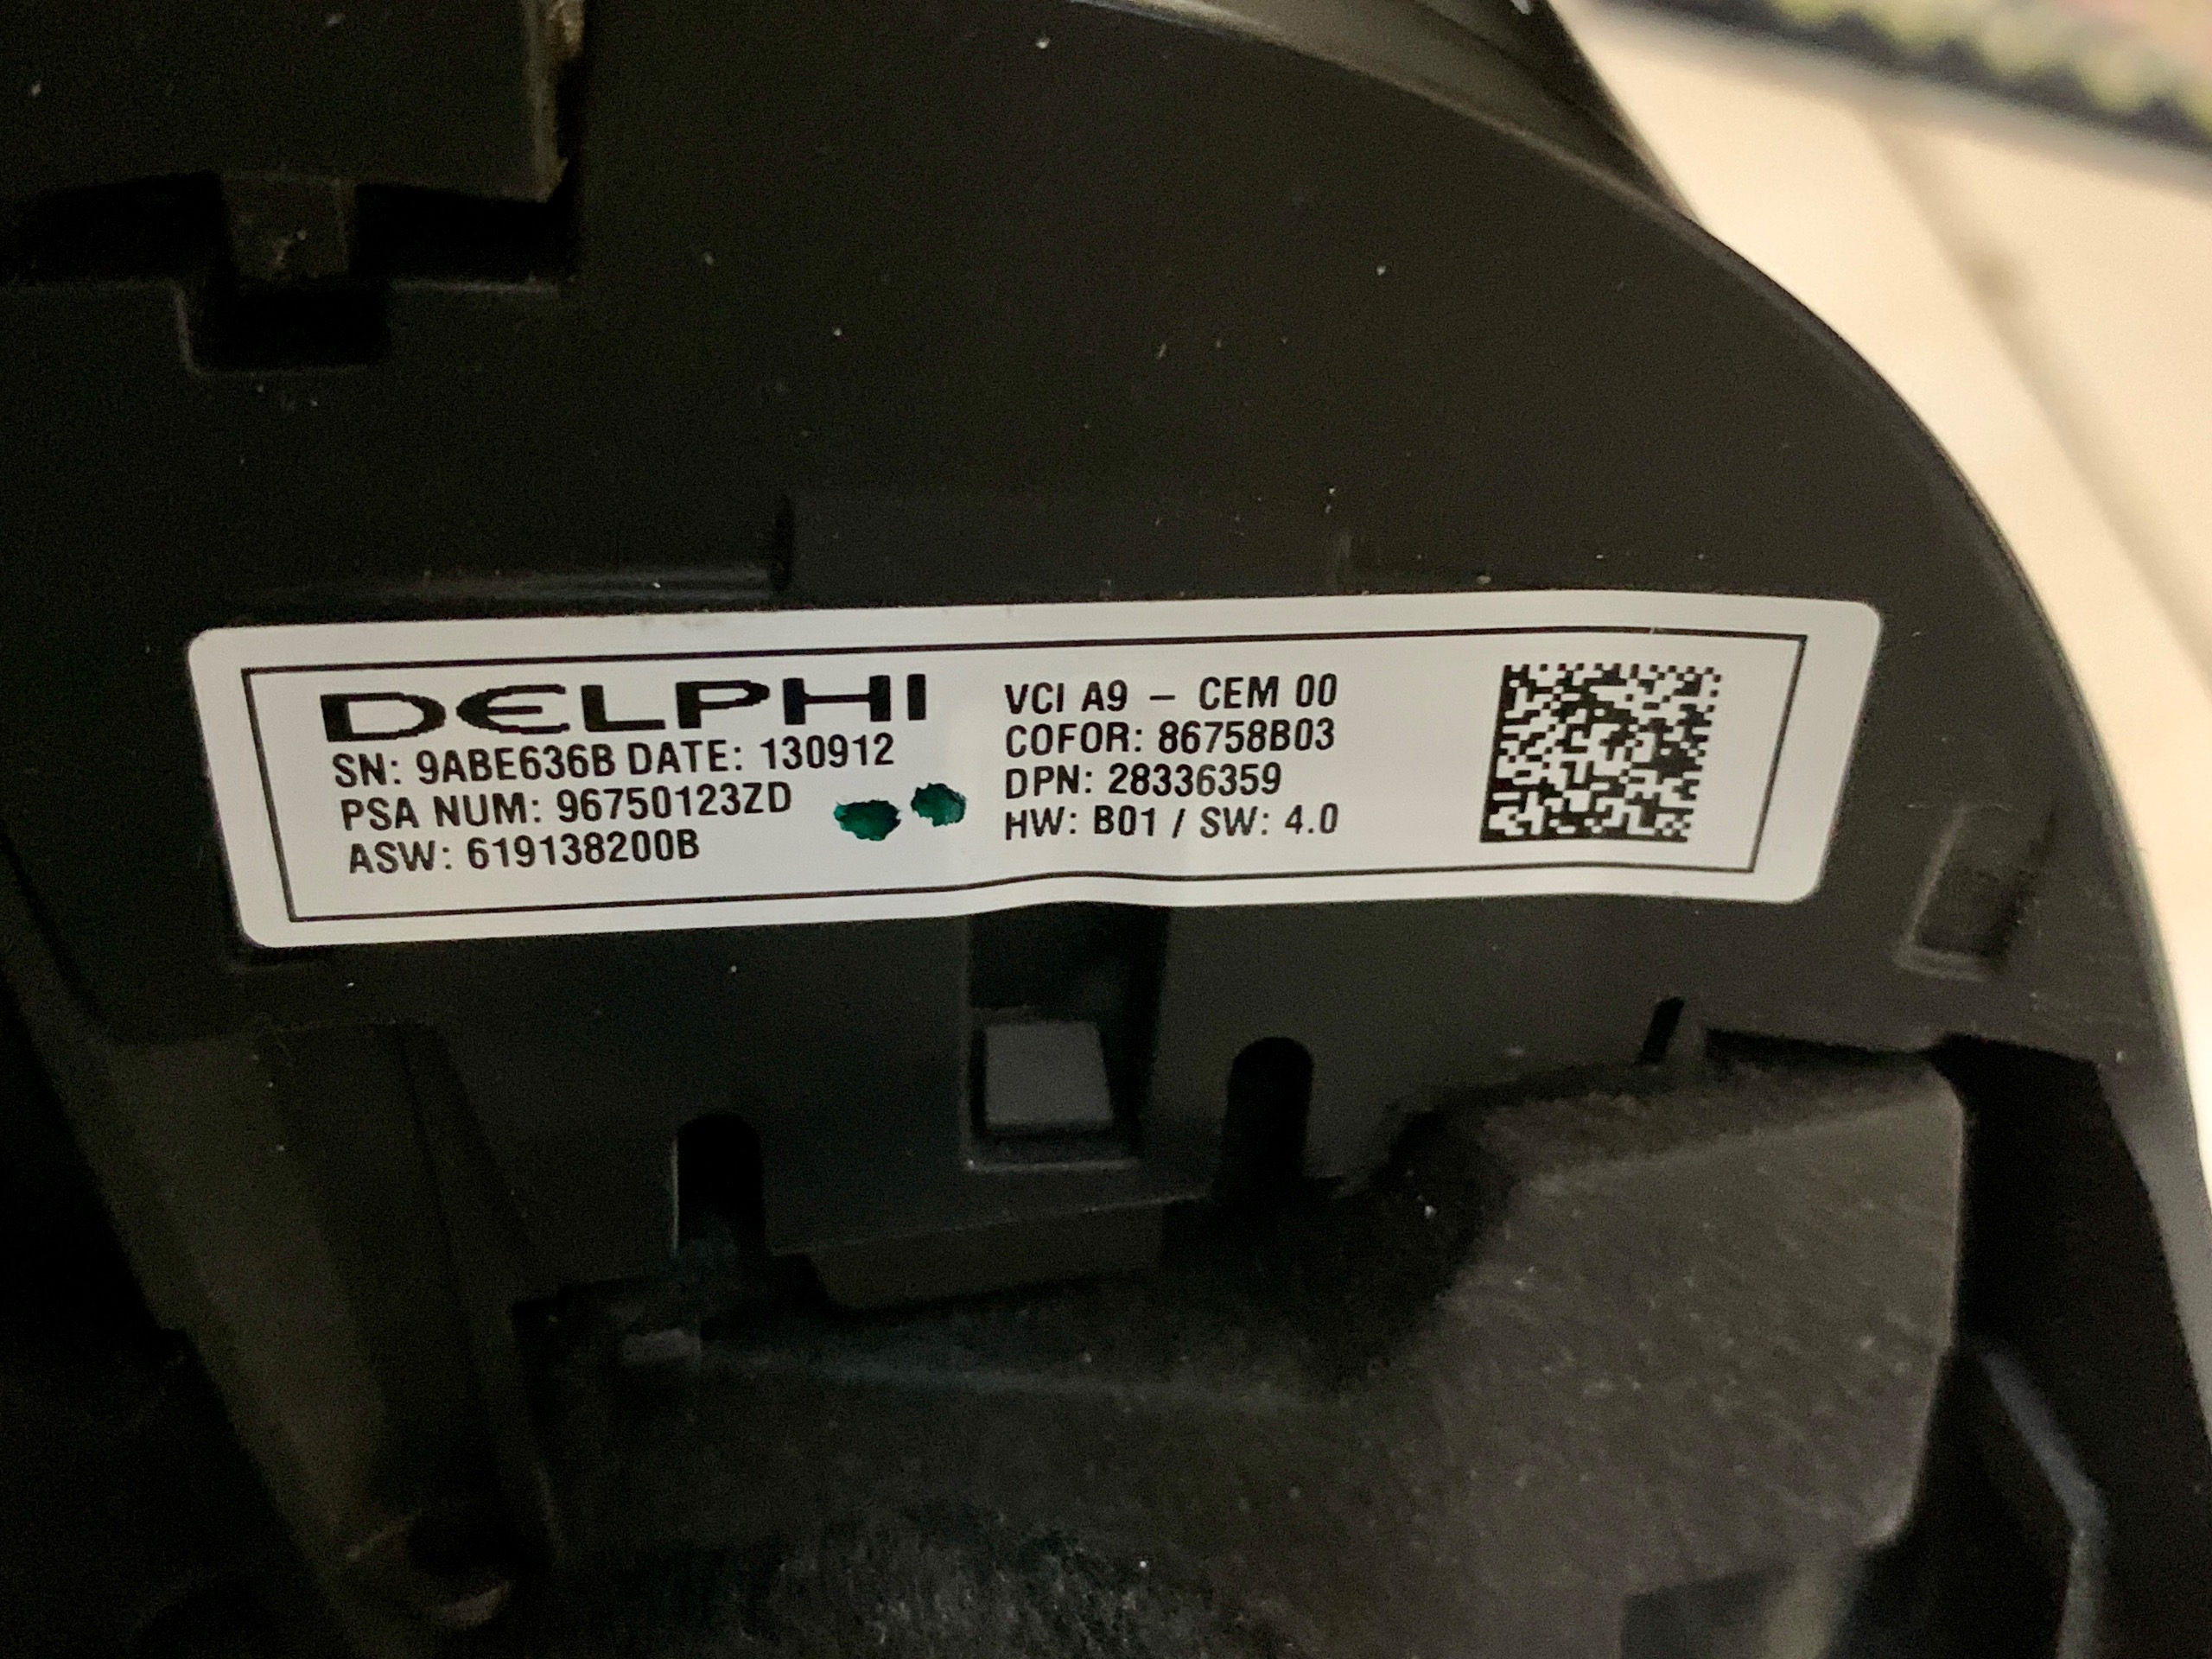 DELPHI
SN: 9ABE636B DATE: 130912
PSA NUM: 96750123ZD
ASW: 619138200B
VCI A9 – CEM 00
COFOR: 86758B03
DPN: 28336359
HW: B01 / SW: 4.0